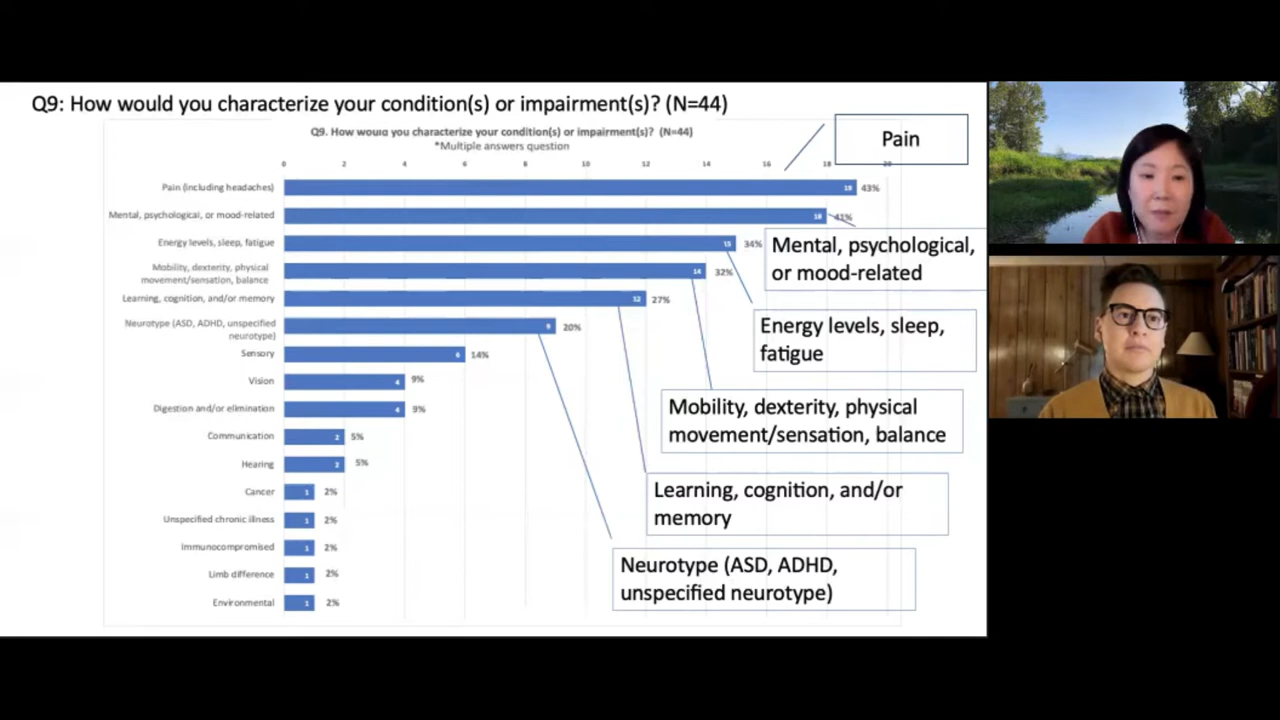 Q9: How would you characterize your condition(s) or impairment(s)? (N=44)
Q9. How would you characterize your condition(s) or impairment(s)? (N=44)
*Multiple answers question
0 2 4 6 8 10 12 14 16 18 20
Pain (including headaches) 19 43%
Mental, psychological, or mood-related 18 41%
Energy levels, sleep, fatigue 15 34%
Mobility, dexterity, physical
movement/sensation, balance 14 32%
Learning, cognition, and/or memory 12 27%
Neurotype (ASD, ADHD, unspecified
neurotype) 9 20%
Sensory 6 14%
Vision 4 9%
Digestion and/or elimination 4 9%
Communication 2 5%
Hearing 2 5%
Cancer 1 2%
Unspecified chronic illness 1 2%
Immunocompromised 1 2%
Limb difference 1 2%
Environmental 1 2%
Pain
Mental, psychological,
or mood-related
Energy levels, sleep,
fatigue
Mobility, dexterity, physical
movement/sensation, balance
Learning, cognition, and/or
memory
Neurotype (ASD, ADHD,
unspecified neurotype)